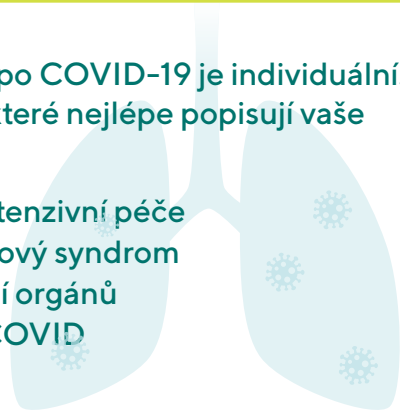 po COVID-19 je individuální
které nejlépe popisují vaše
tenzivní péče
ový syndrom
í orgánů
COVID